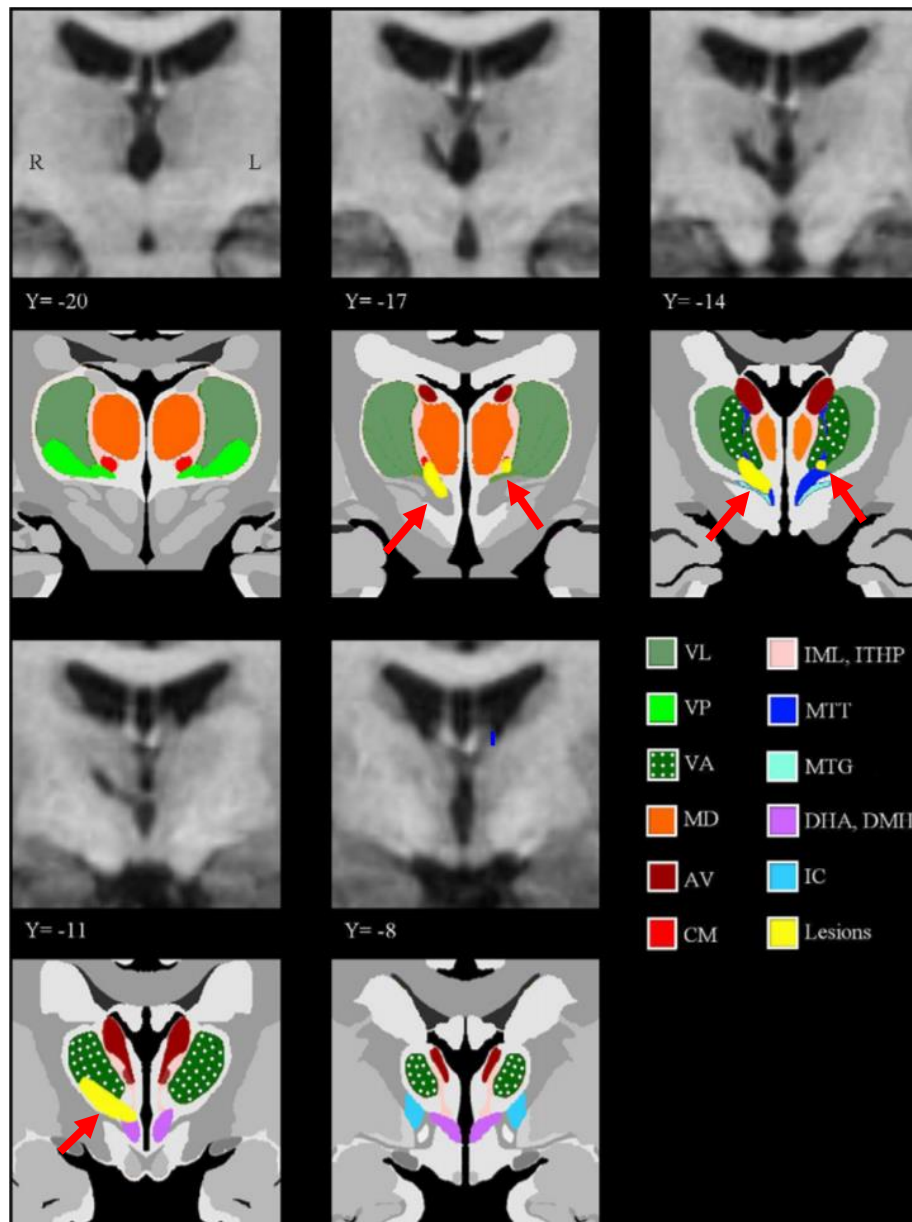 R L
Y= -20 Y= -17 Y= -14
VL IML, ITHP
VP MTT
VA MTG
MD DHA, DMH
AV IC
CM Lesions
Y= -11 Y= -8